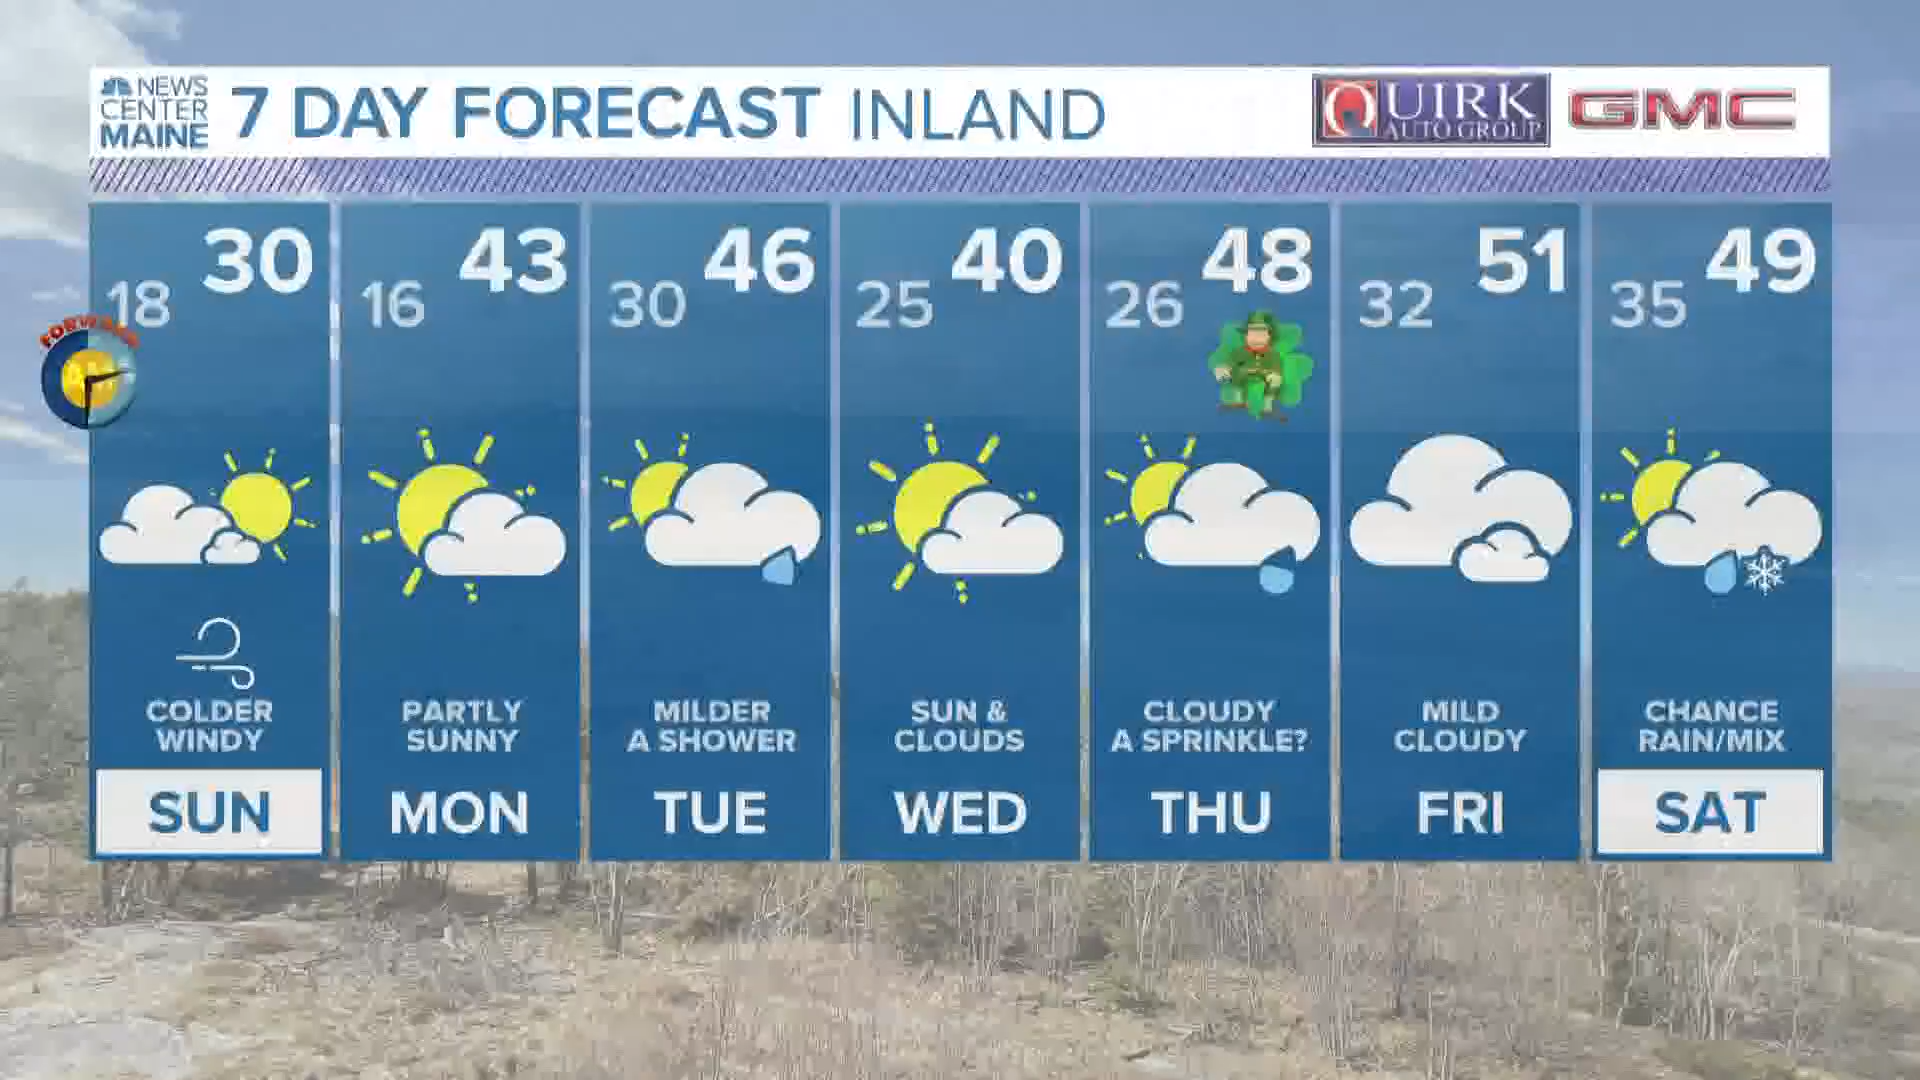 NEWS
CENTER
MAINE
7 DAY FORECAST INLAND
QUIRK
AUTO GROUP
GMC
18 30
16 43
30 46
25 40
26 48
32 51
35 49
FORWARD
COLDER
WINDY
PARTLY
SUNNY
MILDER
A SHOWER
SUN &
CLOUDS
CLOUDY
A SPRINKLE?
MILD
CLOUDY
CHANCE
RAIN/MIX
SUN
MON
TUE
WED
THU
FRI
SAT